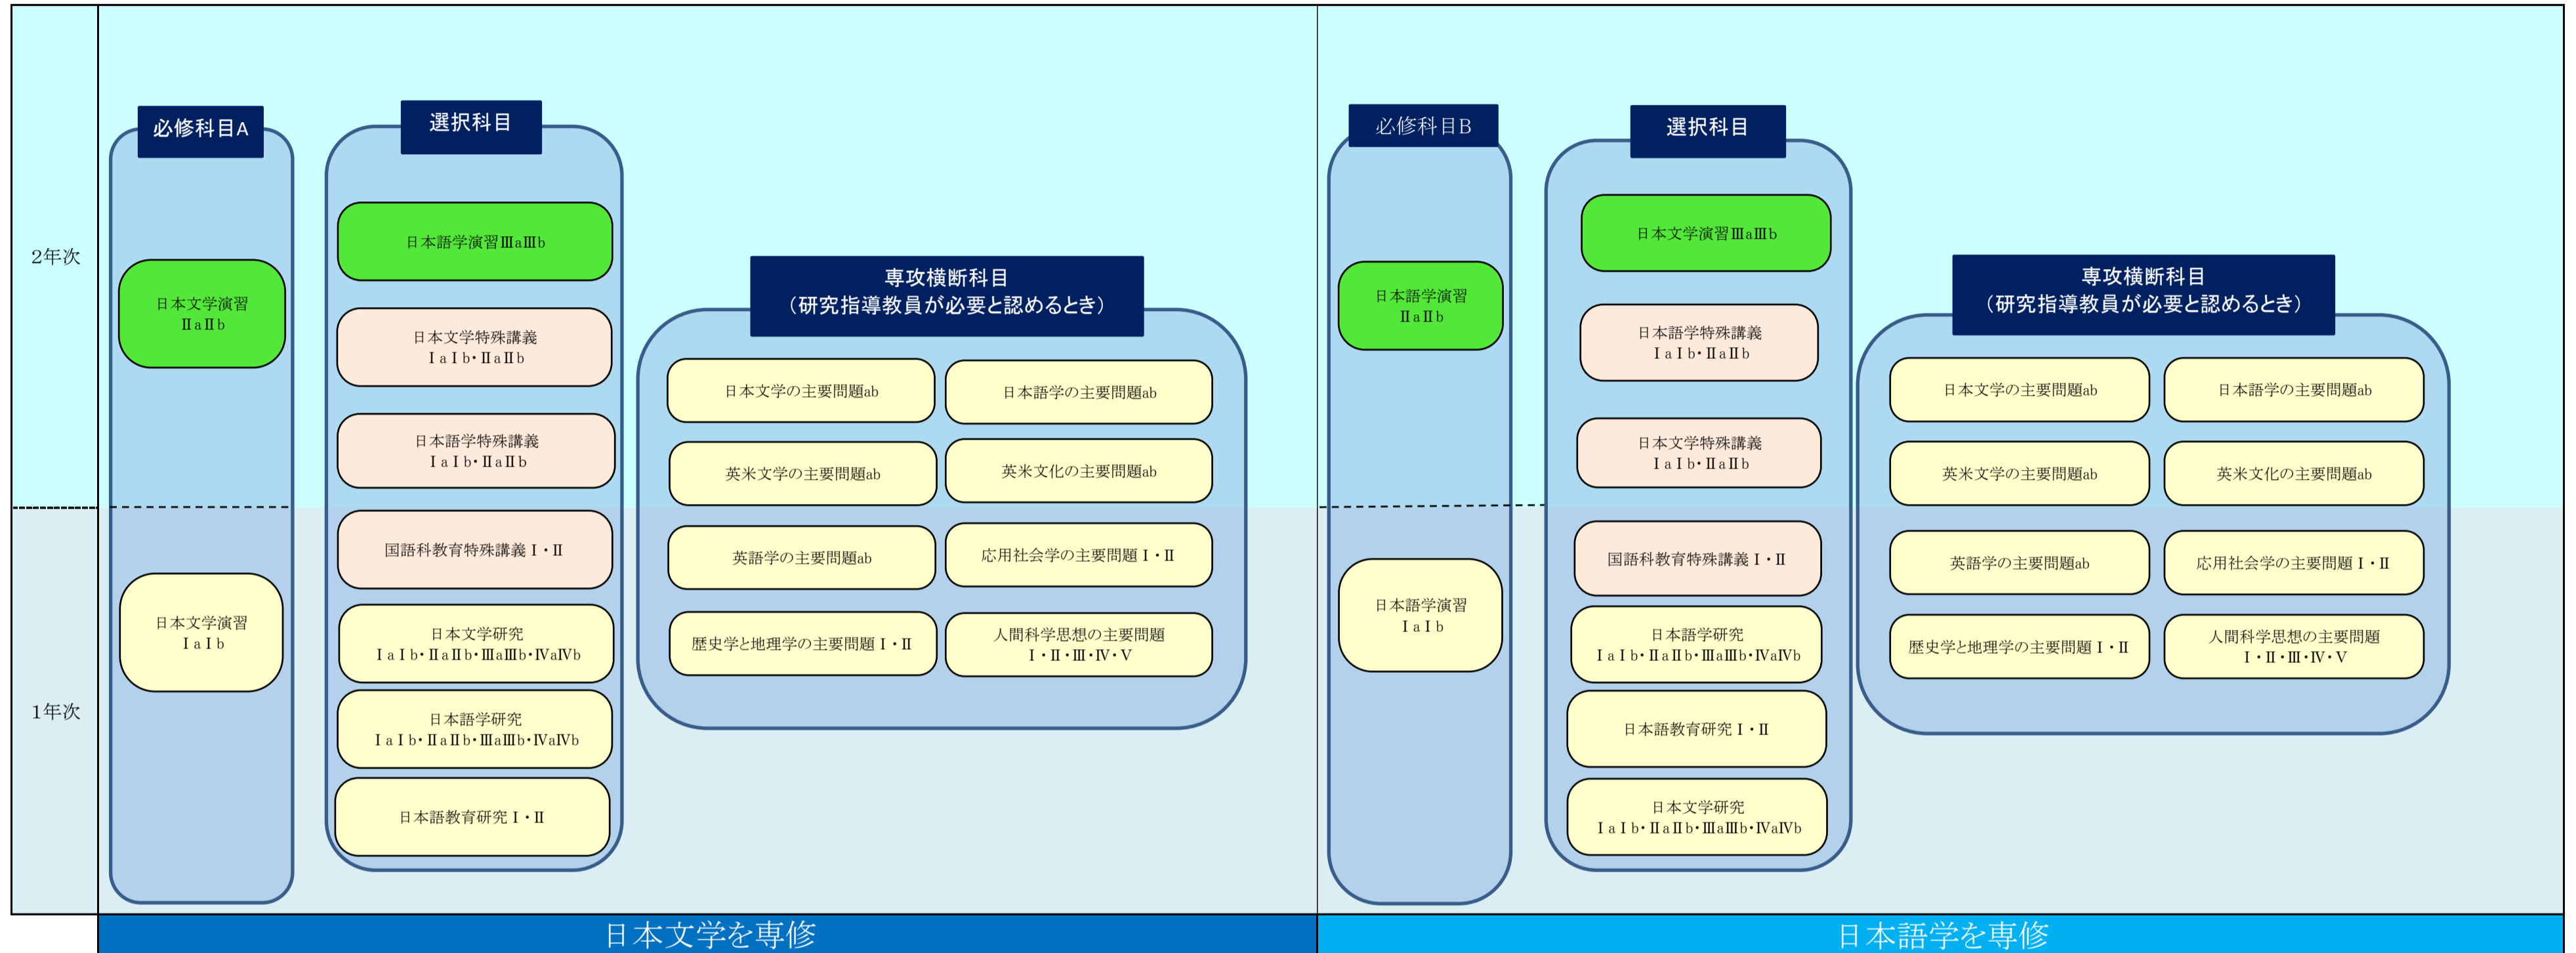 2年次
1年次
必修科目A
日本文学演習
ⅡaⅡb
日本文学演習
ⅠaⅠb
選択科目
日本語学演習ⅢaⅢb
日本文学特殊講義
ⅠaⅠb・ⅡaⅡb
日本語学特殊講義
ⅠaⅠb・ⅡaⅡb
国語科教育特殊講義Ⅰ・Ⅱ
日本文学研究
ⅠaⅠb・ⅡaⅡb・ⅢaⅢb・ⅣaⅣb
日本語学研究
ⅠaⅠb・ⅡaⅡb・ⅢaⅢb・ⅣaⅣb
日本語教育研究Ⅰ・Ⅱ
専攻横断科目
（研究指導教員が必要と認めるとき）
日本文学の主要問題ab
日本語学の主要問題ab
英米文学の主要問題ab
英米文化の主要問題ab
英語学の主要問題ab
応用社会学の主要問題Ⅰ・Ⅱ
歴史学と地理学の主要問題Ⅰ・Ⅱ
人間科学思想の主要問題
Ⅰ・Ⅱ・Ⅲ・Ⅳ・Ⅴ
日本文学を専修
必修科目B
日本語学演習
ⅡaⅡb
日本語学演習
ⅠaⅠb
選択科目
日本文学演習ⅢaⅢb
日本語学特殊講義
ⅠaⅠb・ⅡaⅡb
日本文学特殊講義
ⅠaⅠb・ⅡaⅡb
国語科教育特殊講義Ⅰ・Ⅱ
日本語学研究
ⅠaⅠb・ⅡaⅡb・ⅢaⅢb・ⅣaⅣb
日本語教育研究Ⅰ・Ⅱ
日本文学研究
ⅠaⅠb・ⅡaⅡb・ⅢaⅢb・ⅣaⅣb
専攻横断科目
（研究指導教員が必要と認めるとき）
日本文学の主要問題ab
日本語学の主要問題ab
英米文学の主要問題ab
英米文化の主要問題ab
英語学の主要問題ab
応用社会学の主要問題Ⅰ・Ⅱ
歴史学と地理学の主要問題Ⅰ・Ⅱ
人間科学思想の主要問題
Ⅰ・Ⅱ・Ⅲ・Ⅳ・Ⅴ
日本語学を専修